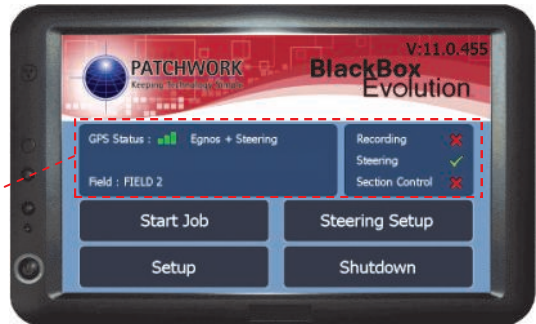 V:11.0.455
PATCHWORK
Keeping Technology Simple
BlackBox
Evolution
GPS Status : Egnos + Steering
Recording
Steering
Field : FIELD 2
Section Control
Start Job
Steering Setup
Setup
Shutdown